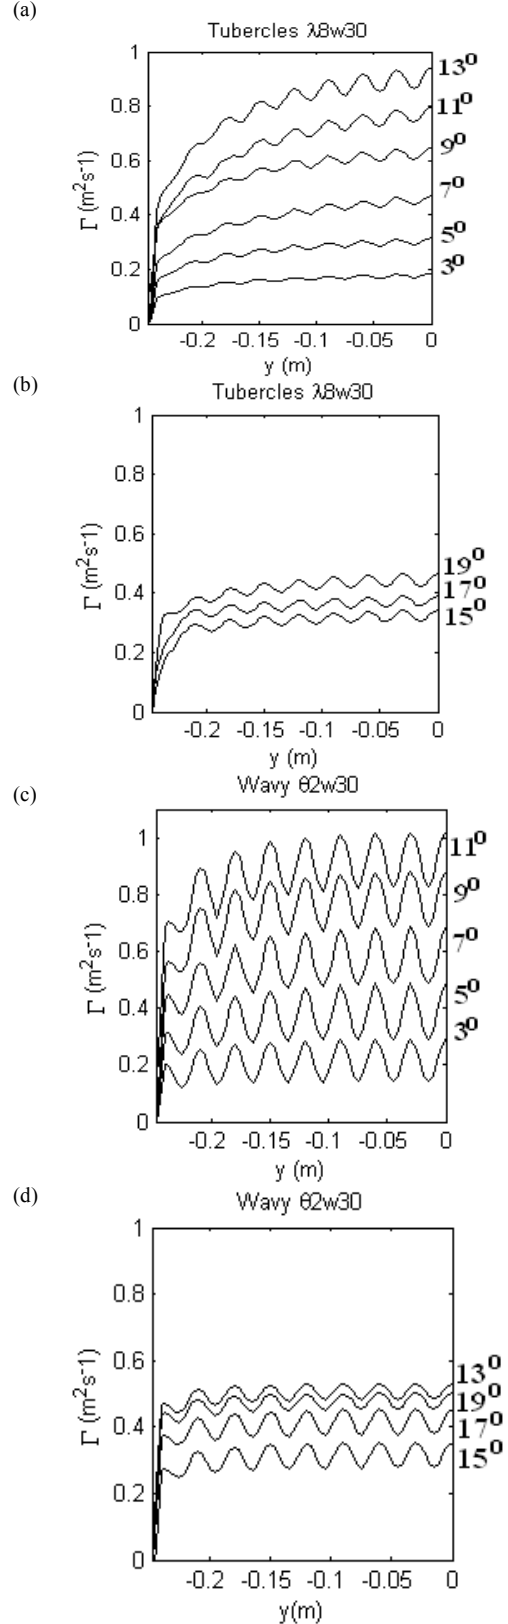 (a)
Tubercles λ8w30
1
0.8
0.6
0.4
0.2
0
Γ (m²s⁻¹)
13⁰
11⁰
9⁰
7⁰
5⁰
3⁰
-0.2 -0.15 -0.1 -0.05 0
y (m)
(b)
Tubercles λ8w30
1
0.8
0.6
0.4
0.2
0
Γ (m²s⁻¹)
19⁰
17⁰
15⁰
-0.2 -0.15 -0.1 -0.05 0
y (m)
(c)
Wavy θ2w30
1
0.8
0.6
0.4
0.2
0
Γ (m²s⁻¹)
11⁰
9⁰
7⁰
5⁰
3⁰
-0.2 -0.15 -0.1 -0.05 0
y (m)
(d)
Wavy θ2w30
1
0.8
0.6
0.4
0.2
0
Γ (m²s⁻¹)
13⁰
19⁰
17⁰
15⁰
-0.2 -0.15 -0.1 -0.05 0
y(m)